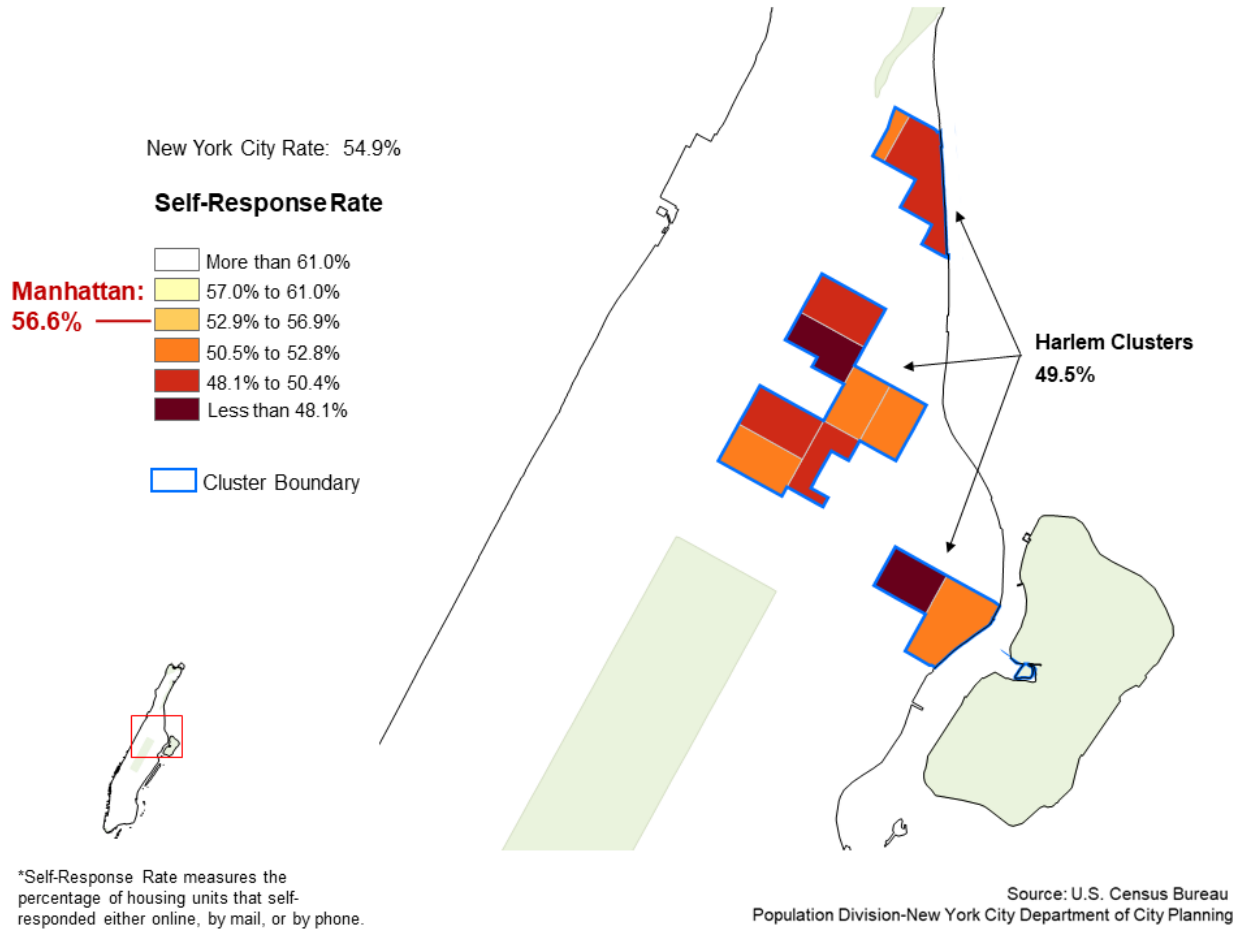 New York City Rate: 54.9%
Self-Response Rate
More than 61.0%
57.0% to 61.0%
52.9% to 56.9%
50.5% to 52.8%
48.1% to 50.4%
Less than 48.1%
Cluster Boundary
Manhattan:
56.6%
Harlem Clusters
49.5%
*Self-Response Rate measures the
percentage of housing units that self-
responded either online, by mail, or by phone.
Source: U.S. Census Bureau
Population Division-New York City Department of City Planning